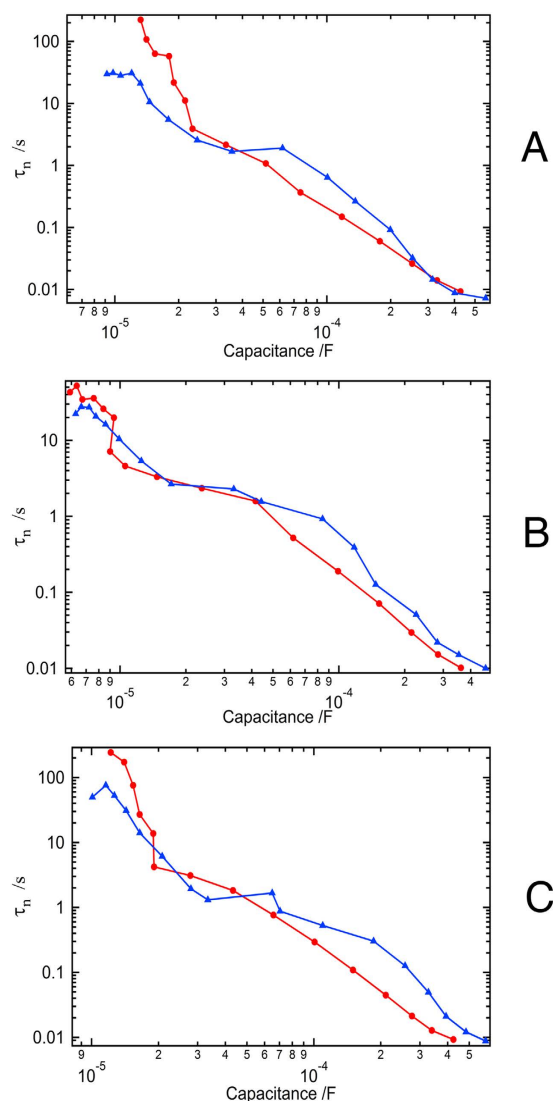 100
10
1
0.1
0.01
τn /s
7 8 9 2 3 4 5 6 7 8 9 2 3 4 5
10-5 10-4
Capacitance /F
A
10
1
0.1
0.01
τn /s
6 7 8 9 2 3 4 5 6 7 8 9 2 3 4
10-5 10-4
Capacitance /F
B
100
10
1
0.1
0.01
τn /s
9 2 3 4 5 6 7 8 9 2 3 4 5
10-5 10-4
Capacitance /F
C